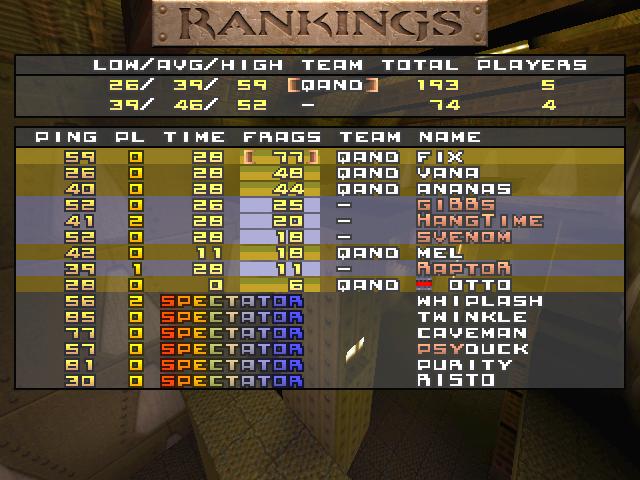 RANKINGS
LOW/AVG/HIGH TEAM TOTAL PLAYERS
26/ 39/ 59 [QAND] 193 5
39/ 46/ 52 - 74 4
PING PL TIME FRAGS TEAM NAME
59 0 28 [ 77 ] QAND FIX
26 0 28 48 QAND VANA
40 0 28 44 QAND ANANAS
52 0 26 25 - GIBBS
41 2 28 20 - HANGTIME
52 0 28 18 - SVENOM
42 0 11 18 QAND MEL
39 1 28 11 - RAPTOR
28 0 0 6 QAND OTTO
56 2 SPECTATOR WHIPLASH
85 0 SPECTATOR TWINKLE
77 0 SPECTATOR CAVEMAN
57 0 SPECTATOR PSYDUCK
81 0 SPECTATOR PURITY
30 0 SPECTATOR RISTO